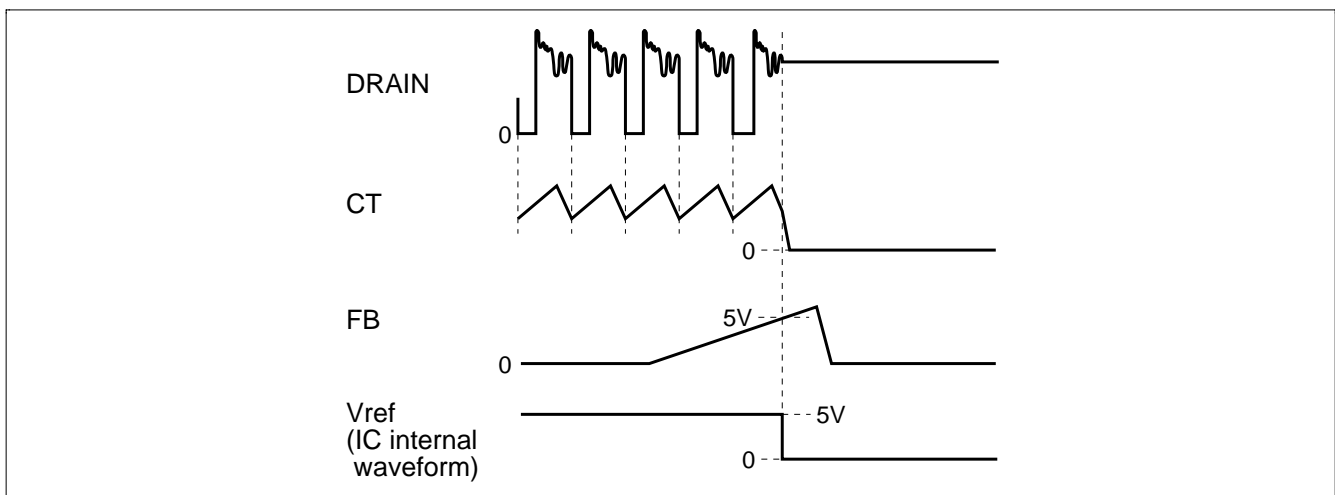 DRAIN
0
CT
0
FB
5V
0
Vref
(IC internal
waveform)
5V
0